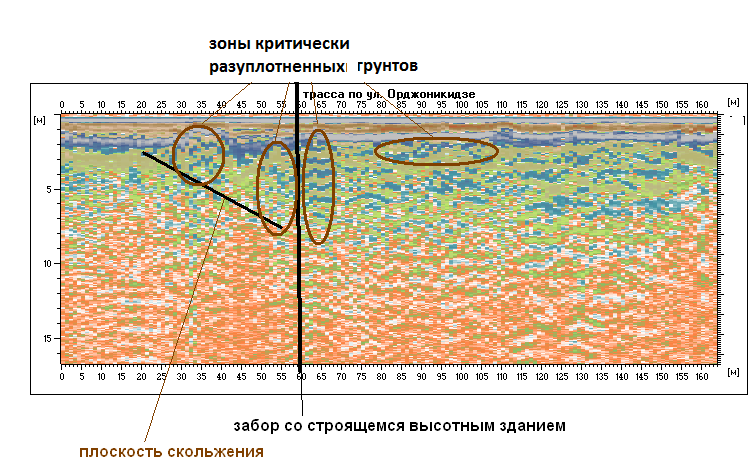 зоны критически
разуплотненных грунтов
трасса по ул. Орджоникидзе
[м]
0 5 10 15 20 25 30 35 40 45 50 55 60 65 70 75 80 85 90 95 100 105 110 115 120 125 130 135 140 145 150 155 160
[м]
5
10
15
0 5 10 15 20 25 30 35 40 45 50 55 60 65 70 75 80 85 90 95 100 105 110 115 120 125 130 135 140 145 150 155 160
[м]
забор со строящемся высотным зданием
плоскость скольжения